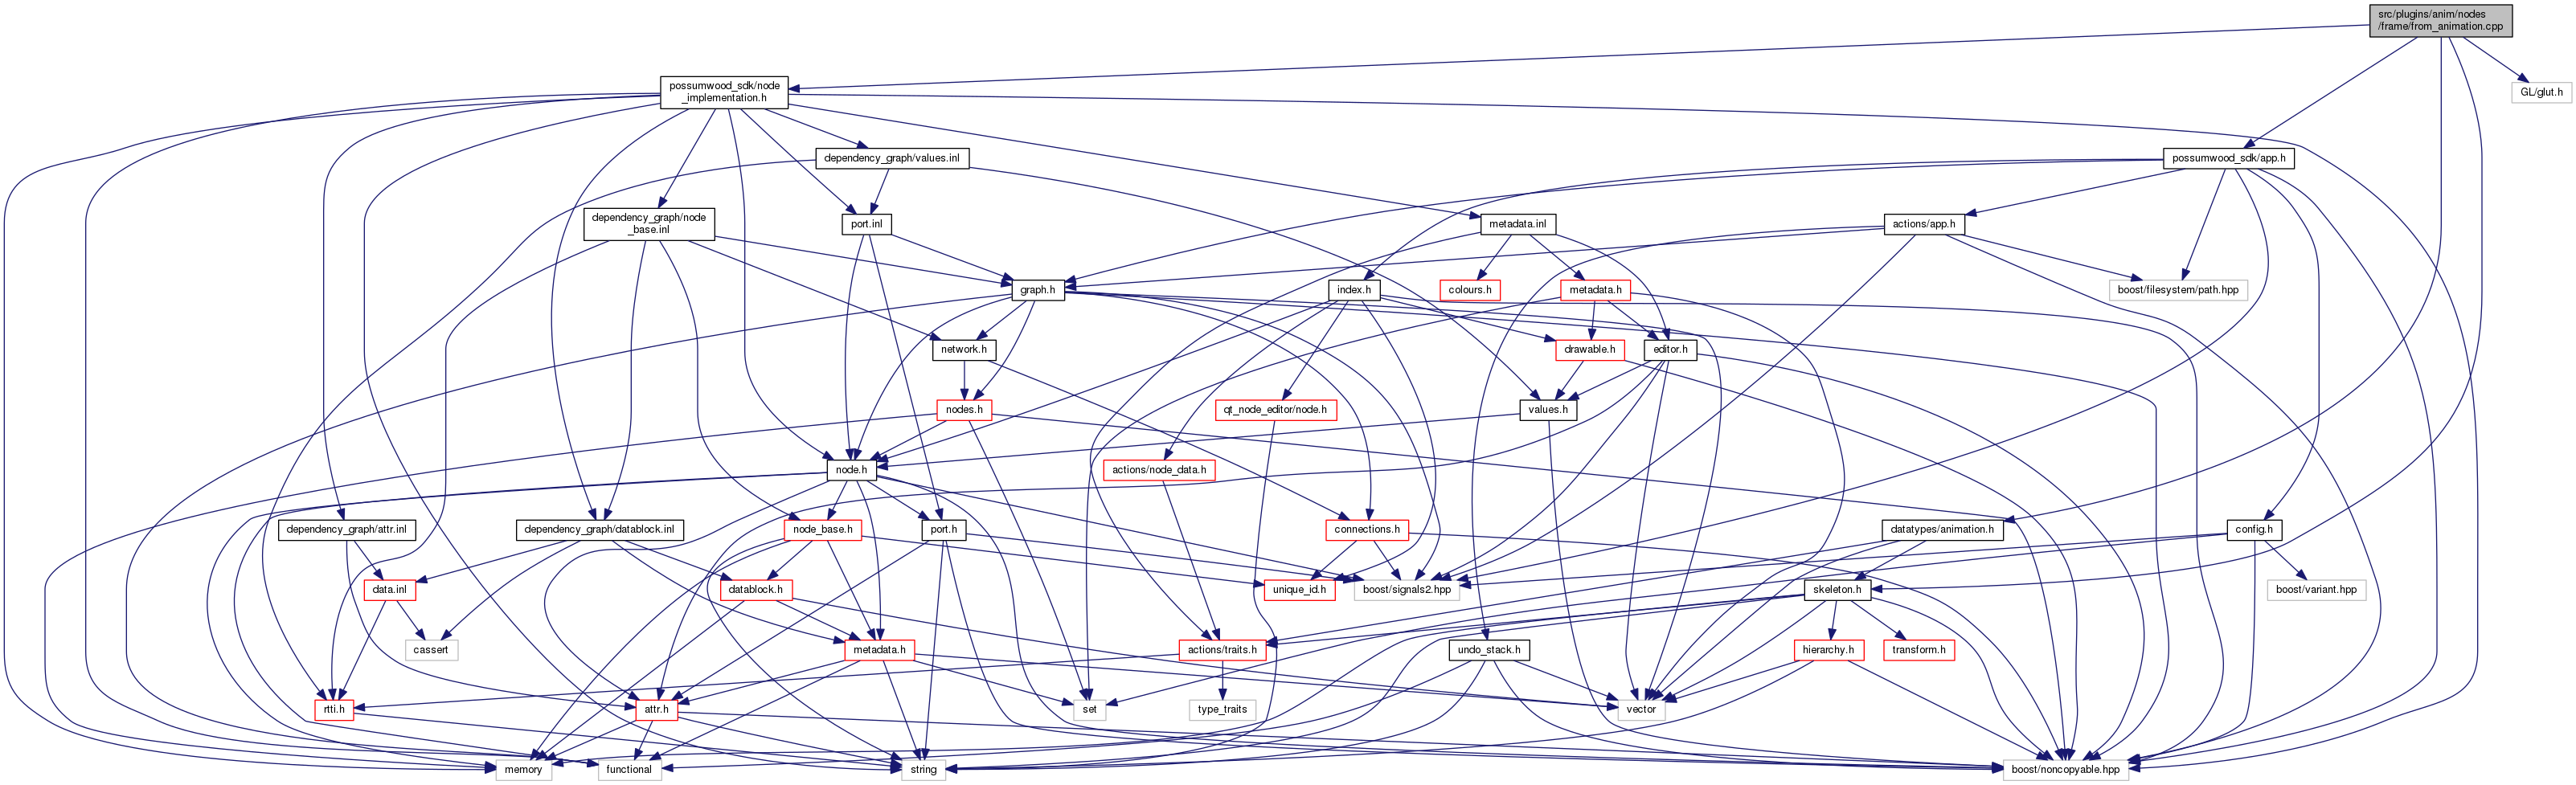 src/plugins/anim/nodes
/frame/from_animation.cpp
possumwood_sdk/node
_implementation.h
GL/glut.h
dependency_graph/values.inl
possumwood_sdk/app.h
dependency_graph/node
_base.inl
port.inl
metadata.inl
actions/app.h
graph.h
colours.h
index.h
metadata.h
boost/filesystem/path.hpp
network.h
drawable.h
editor.h
nodes.h
qt_node_editor/node.h
values.h
node.h
actions/node_data.h
dependency_graph/attr.inl
dependency_graph/datablock.inl
node_base.h
port.h
connections.h
datatypes/animation.h
config.h
data.inl
datablock.h
unique_id.h
boost/signals2.hpp
skeleton.h
boost/variant.hpp
cassert
metadata.h
actions/traits.h
undo_stack.h
hierarchy.h
transform.h
rtti.h
attr.h
set
type_traits
vector
memory
functional
string
boost/noncopyable.hpp